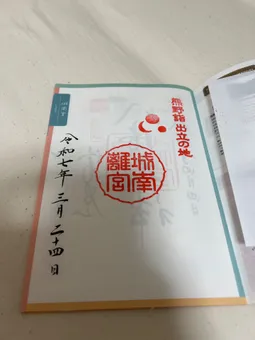 熊野詣 出立の地
城南
離宮
令和七年 三月 二十四日